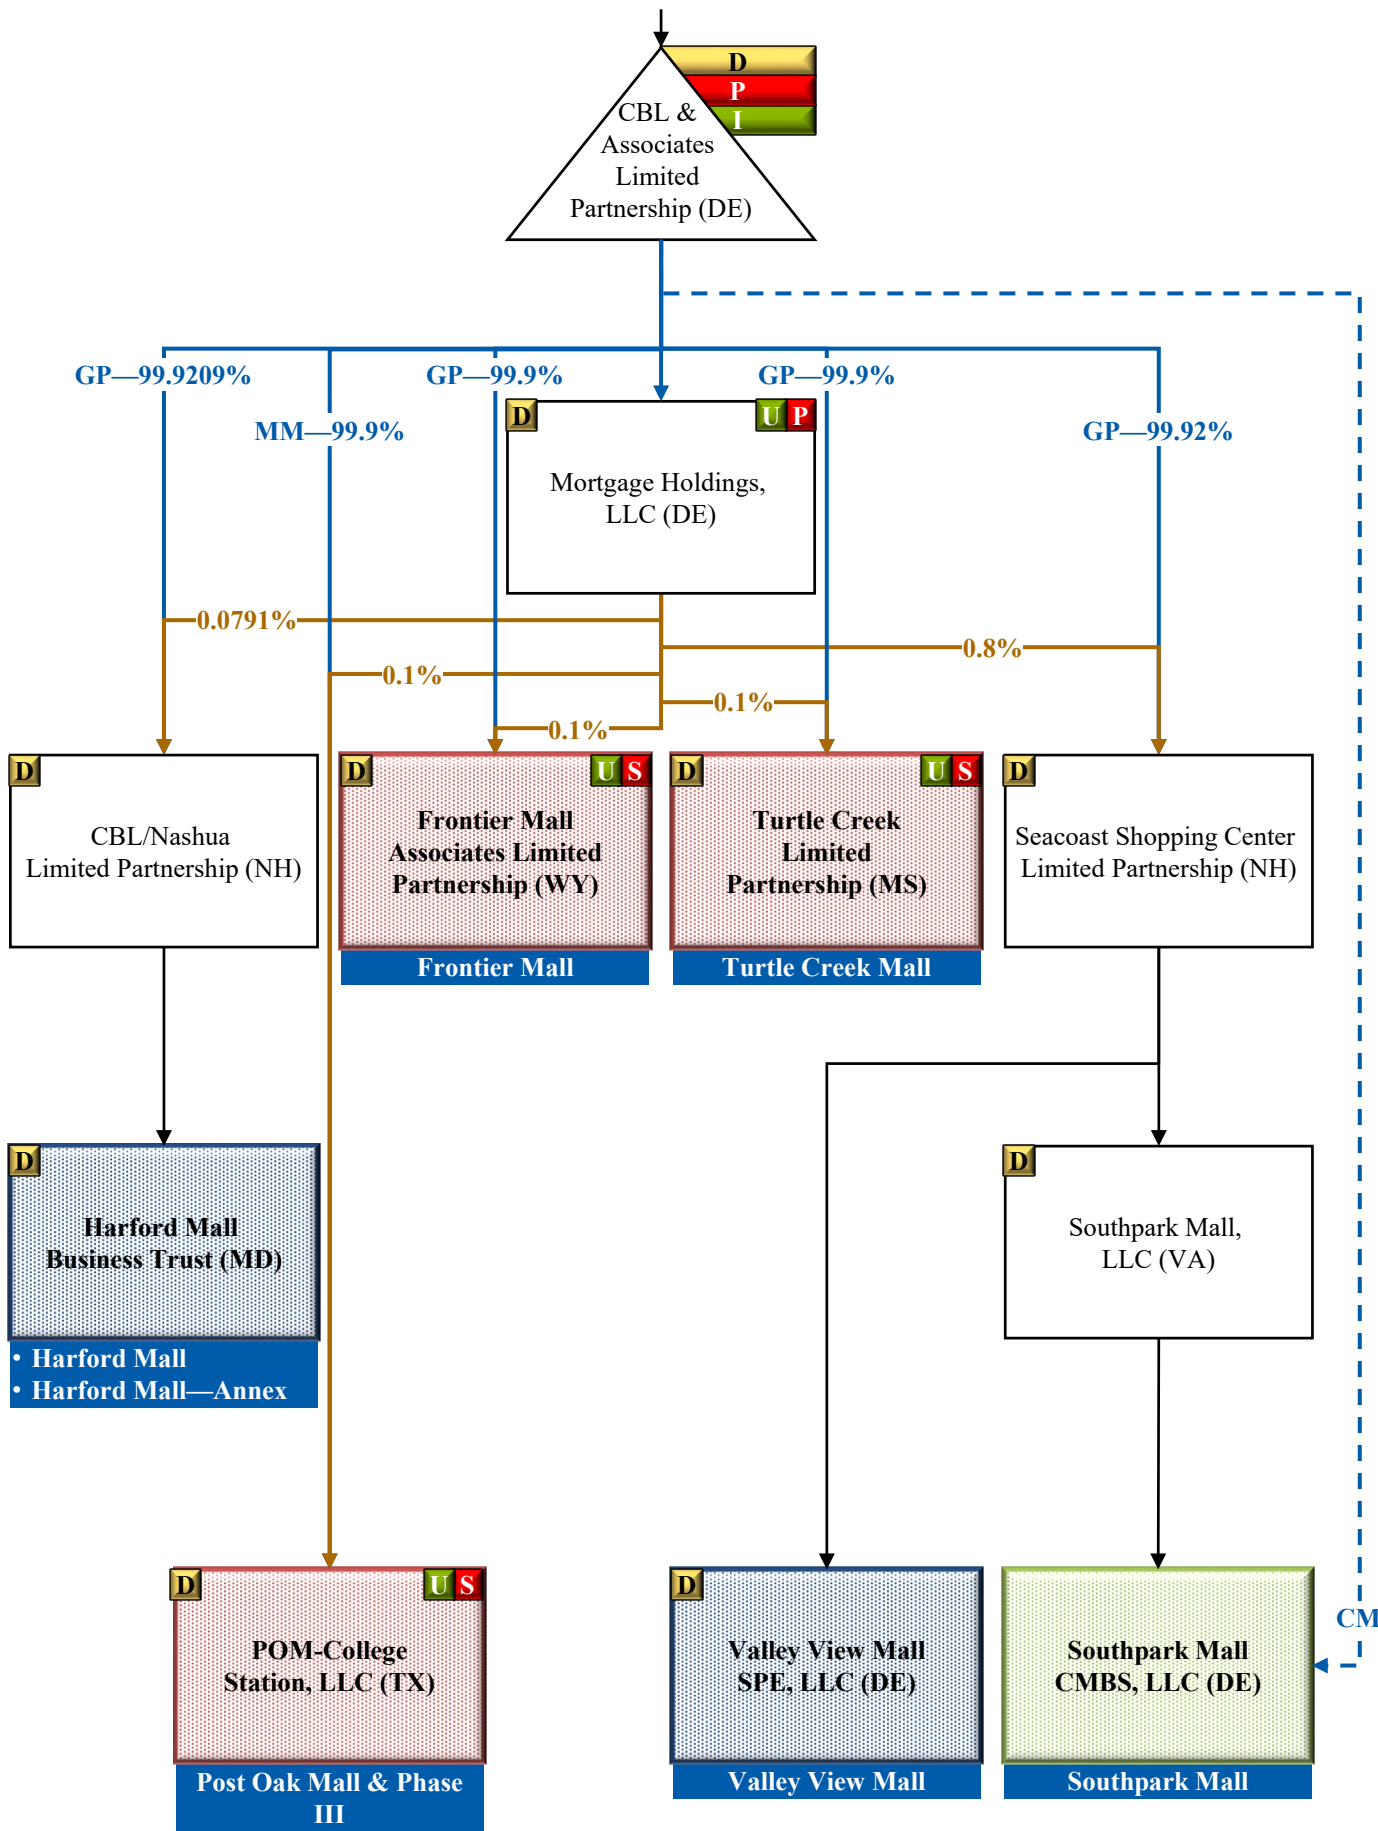 D
P
I
CBL &
Associates
Limited
Partnership (DE)
GP—99.9209%
GP—99.9%
GP—99.9%
MM—99.9%
GP—99.92%
D
U P
Mortgage Holdings,
LLC (DE)
0.0791%
0.8%
0.1%
0.1%
0.1%
D
CBL/Nashua
Limited Partnership (NH)
D
U S
Frontier Mall
Associates Limited
Partnership (WY)
Frontier Mall
D
U S
Turtle Creek
Limited
Partnership (MS)
Turtle Creek Mall
D
Seacoast Shopping Center
Limited Partnership (NH)
D
Harford Mall
Business Trust (MD)
• Harford Mall
• Harford Mall—Annex
D
Southpark Mall,
LLC (VA)
D
U S
POM-College
Station, LLC (TX)
Post Oak Mall & Phase
III
D
Valley View Mall
SPE, LLC (DE)
Valley View Mall
Southpark Mall
CMBS, LLC (DE)
Southpark Mall
CM